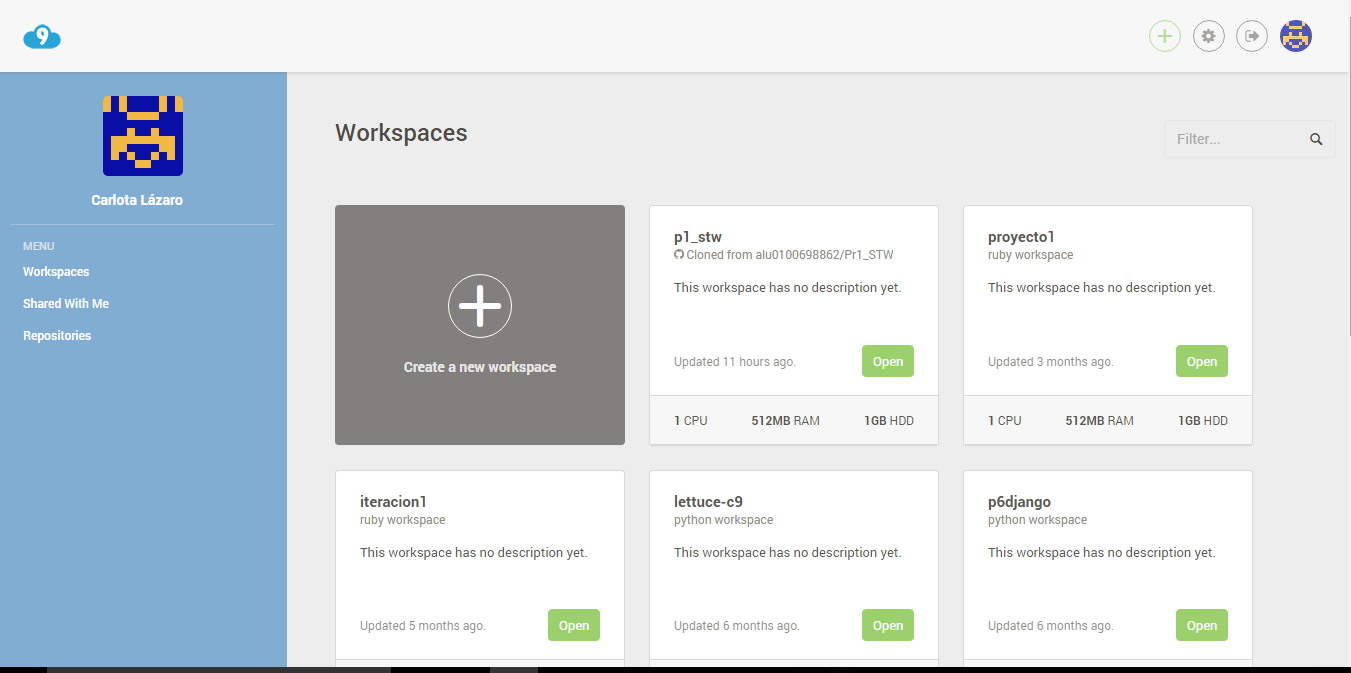 9
Carlota Lázaro
MENU
Workspaces
Shared With Me
Repositories
Workspaces
Filter...
Create a new workspace
p1_stw
Cloned from alu0100698862/Pr1_STW
This workspace has no description yet.
Updated 11 hours ago.
Open
1 CPU 512MB RAM 1GB HDD
proyecto1
ruby workspace
This workspace has no description yet.
Updated 3 months ago.
Open
1 CPU 512MB RAM 1GB HDD
iteracion1
ruby workspace
This workspace has no description yet.
Updated 5 months ago.
Open
lettuce-c9
python workspace
This workspace has no description yet.
Updated 6 months ago.
Open
p6django
python workspace
This workspace has no description yet.
Updated 6 months ago.
Open